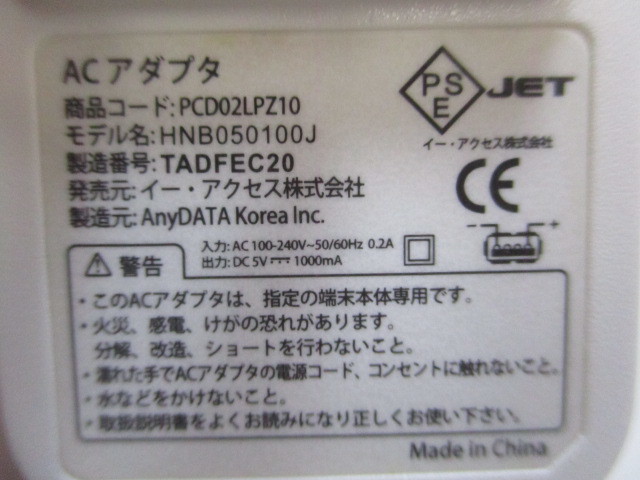 ACアダプタ
商品コード:PCD02LPZ10
モデル名:HNB050100J
製造番号:TADFEC20
発売元:イー・アクセス株式会社
製造元:AnyDATA Korea Inc.
PSE JET
イー・アクセス株式会社
CE
- +
入力:AC 100-240V~50/60Hz 0.2A
出力:DC 5V⎓1000mA
⚠ 警告
・このACアダプタは、指定の端末本体専用です。
・火災、感電、けがの恐れがあります。
分解、改造、ショートを行わないこと。
・濡れた手でACアダプタの電源コード、コンセントに触れないこと。
・水などをかけないこと。
・取扱説明書をよくお読みになり正しくお使い下さい。
Made in China